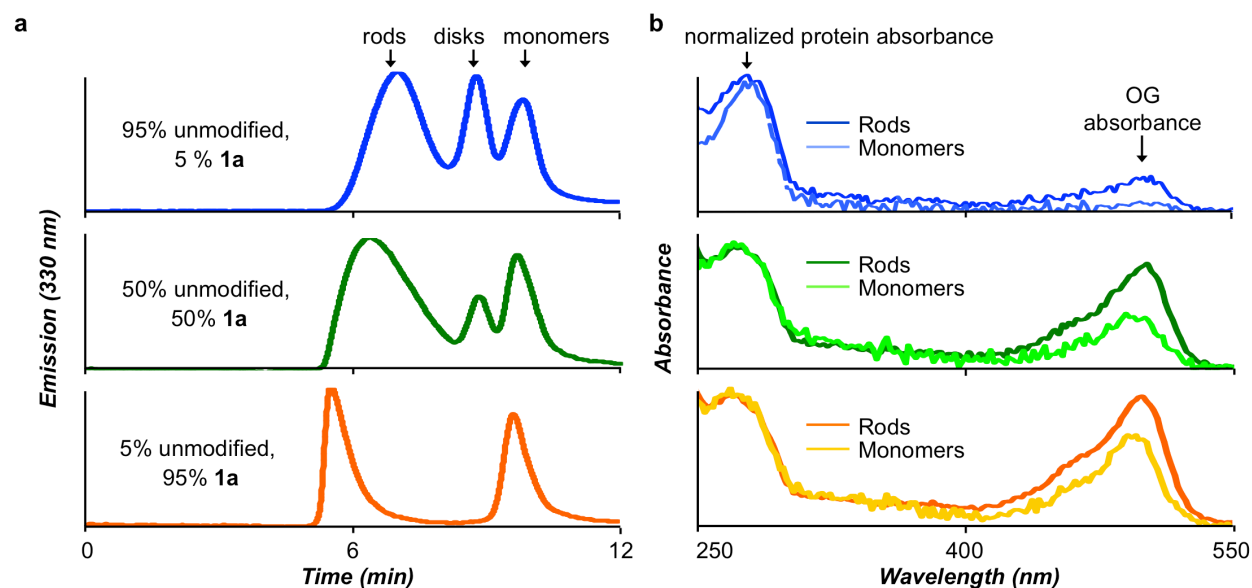 a
rods disks monomers
95% unmodified,
5 % 1a
50% unmodified,
50% 1a
5% unmodified,
95% 1a
Emission (330 nm)
0 6 12
Time (min)
b
normalized protein absorbance
OG
absorbance
Rods
Monomers
Rods
Monomers
Rods
Monomers
Absorbance
250 400 550
Wavelength (nm)